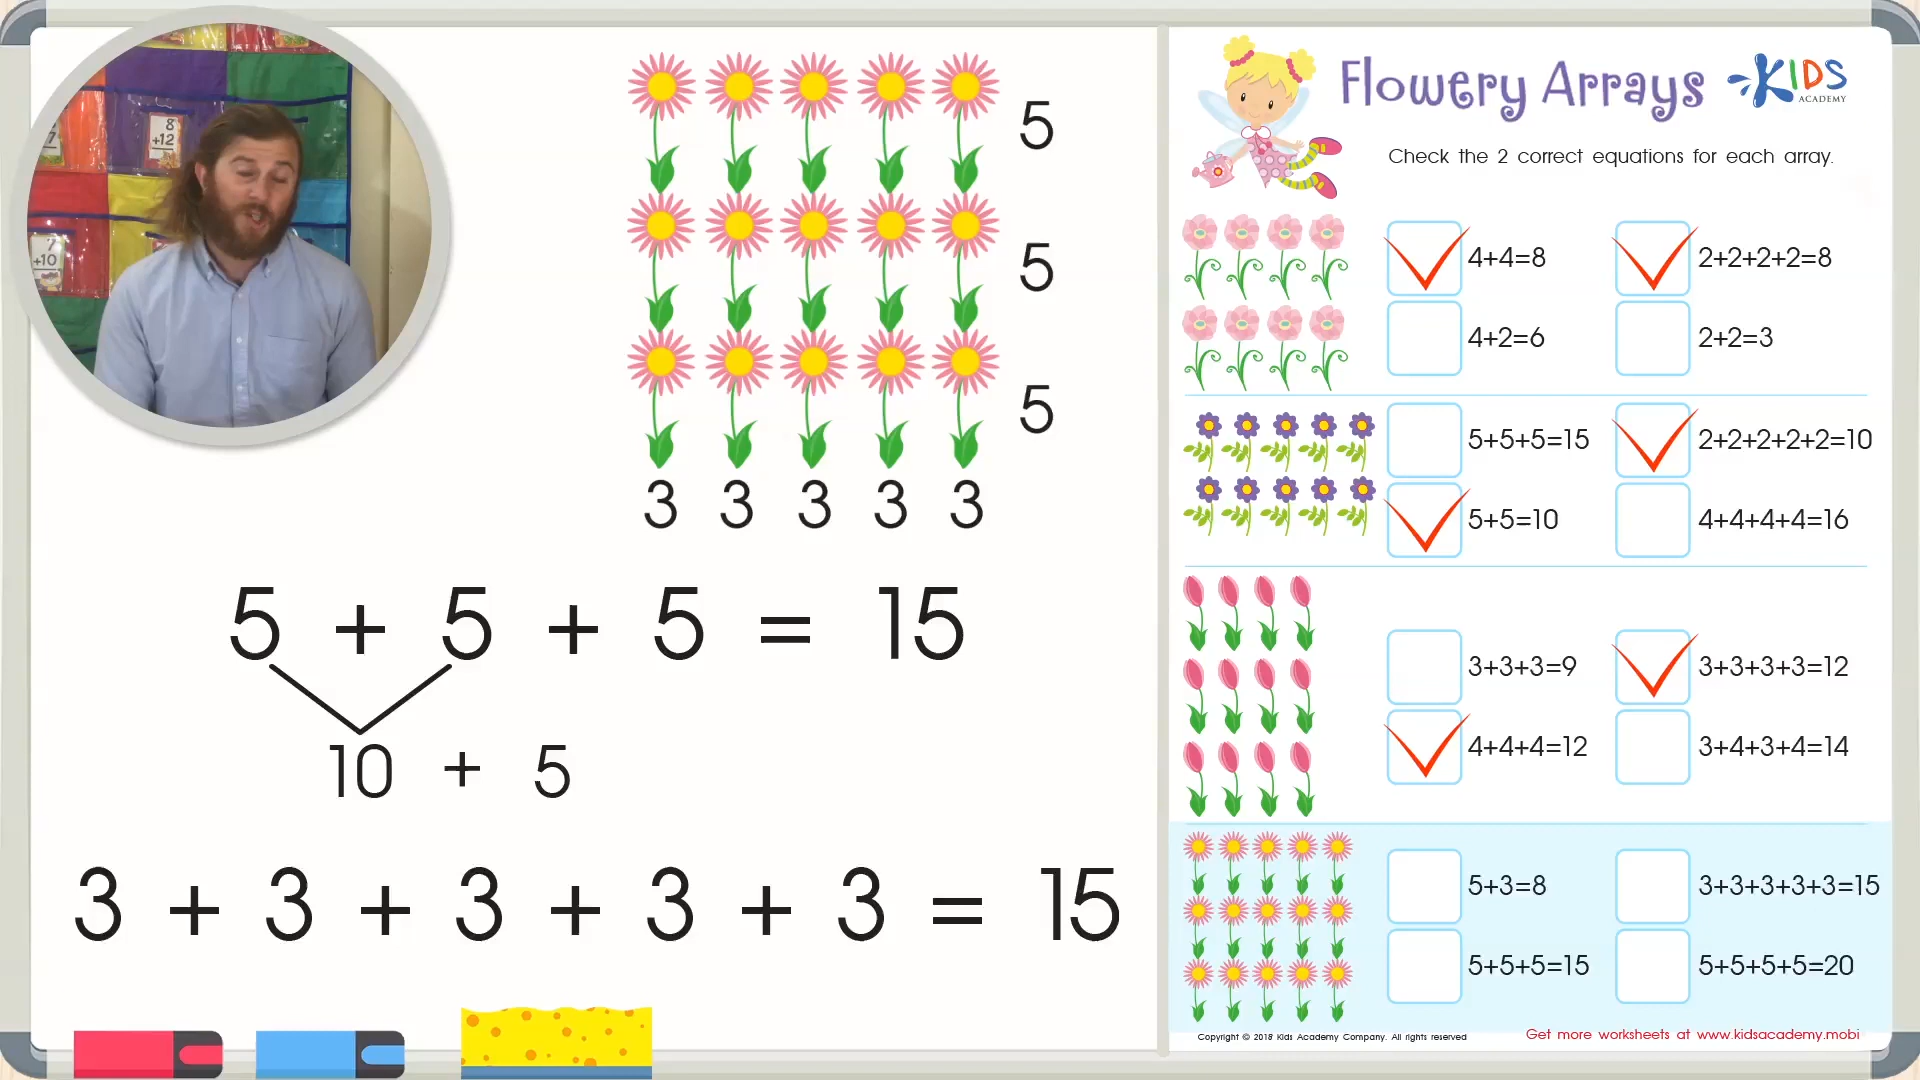 8
+12
7
7
+10
5
5
5
3 3 3 3 3
5 + 5 + 5 = 15
10 + 5
3 + 3 + 3 + 3 + 3 = 15
Flowery Arrays
KIDS
ACADEMY
Check the 2 correct equations for each array.
4+4=8 2+2+2+2=8
4+2=6 2+2=3
5+5+5=15 2+2+2+2+2=10
5+5=10 4+4+4+4=16
3+3+3=9 3+3+3+3=12
4+4+4=12 3+4+3+4=14
5+3=8 3+3+3+3+3=15
5+5+5=15 5+5+5+5=20
Copyright © 2018 Kids Academy Company. All rights reserved
Get more worksheets at www.kidsacademy.mobi